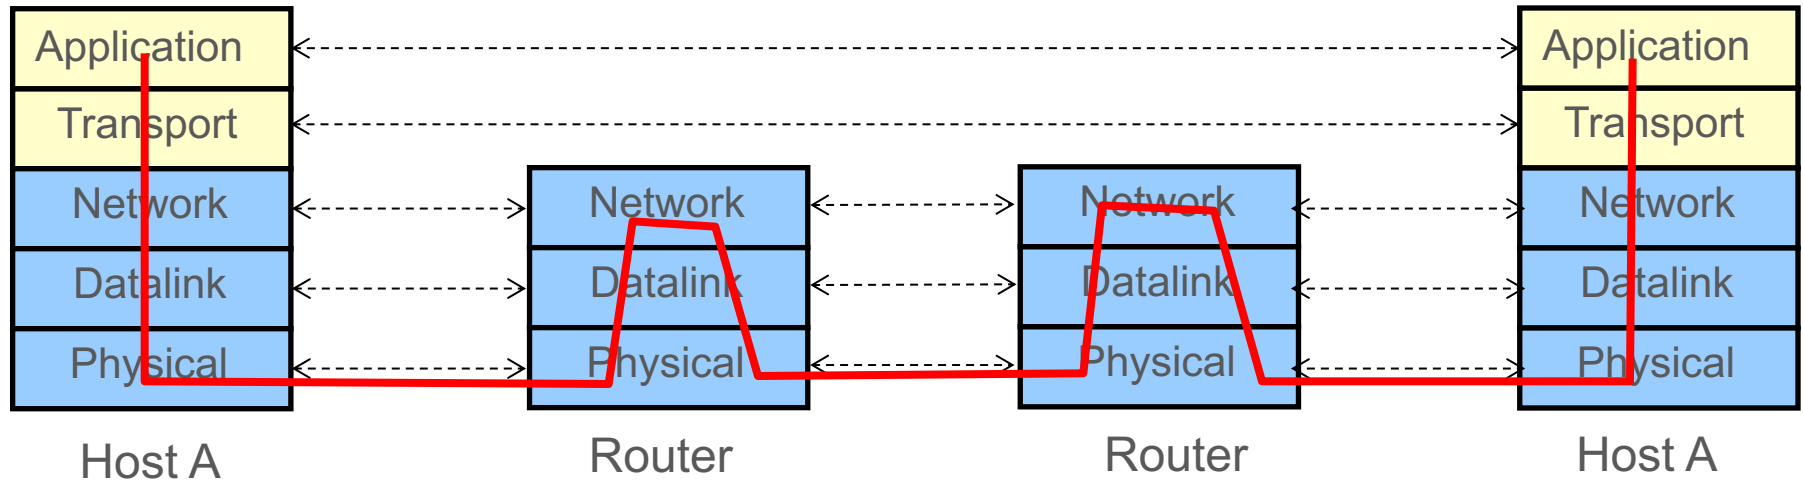 Application
Transport
Network
Datalink
Physical
Host A
Network
Datalink
Physical
Router
Network
Datalink
Physical
Router
Application
Transport
Network
Datalink
Physical
Host A